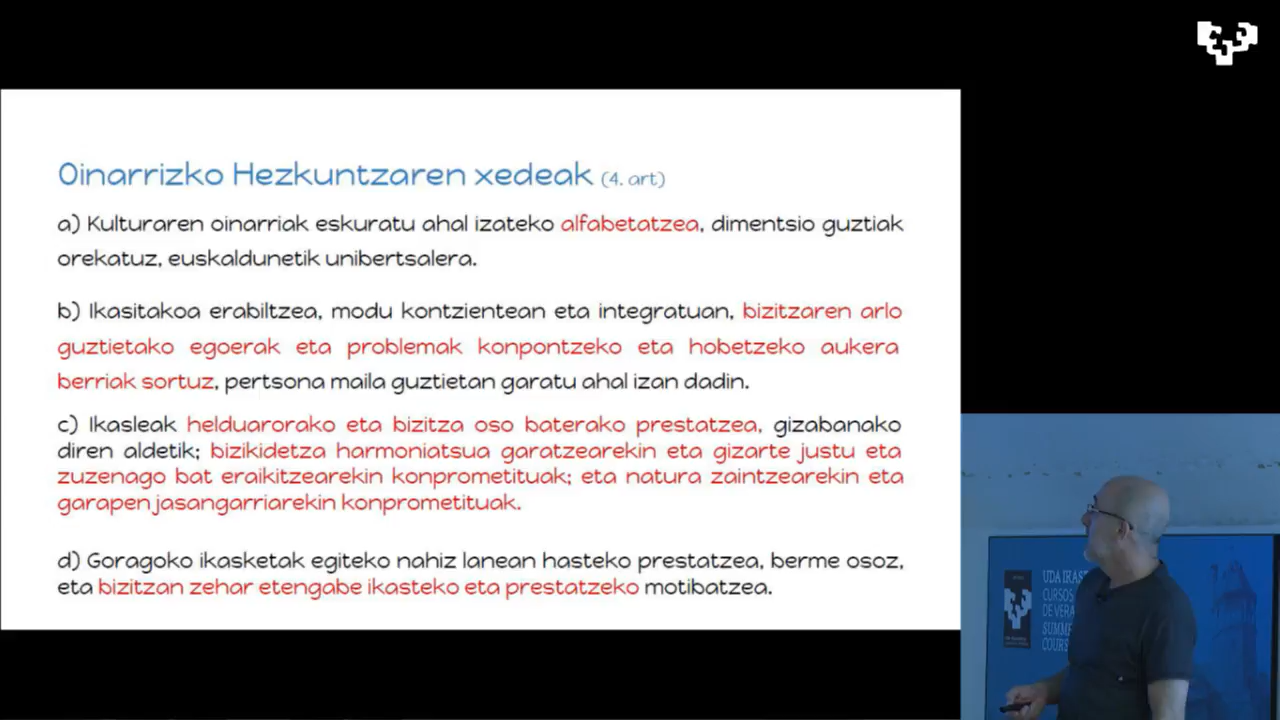 Oinarrizko Hezkuntzaren xedeak (4. art)
a) Kulturaren oinarriak eskuratu ahal izateko alfabetatzea, dimentsio guztiak
orekatuz, euskaldunetik unibertsalera.
b) Ikasitakoa erabiltzea, modu kontzientean eta integratuan, bizitzaren arlo
guztietako egoerak eta problemak konpontzeko eta hobetzeko aukera
berriak sortuz, pertsona maila guztietan garatu ahal izan dadin.
c) Ikasleak helduarorako eta bizitza oso baterako prestatzea, gizabanako
diren aldetik; bizikidetza harmoniatsua garatzearekin eta gizarte justu eta
zuzenago bat eraikitzearekin konprometituak; eta natura zaintzearekin eta
garapen jasangarriarekin konprometituak.
d) Goragoko ikasketak egiteko nahiz lanean hasteko prestatzea, berme osoz,
eta bizitzan zehar etengabe ikasteko eta prestatzeko motibatzea.
UDA IKAS
CURSOS
DE VERA
SUMM
COURS